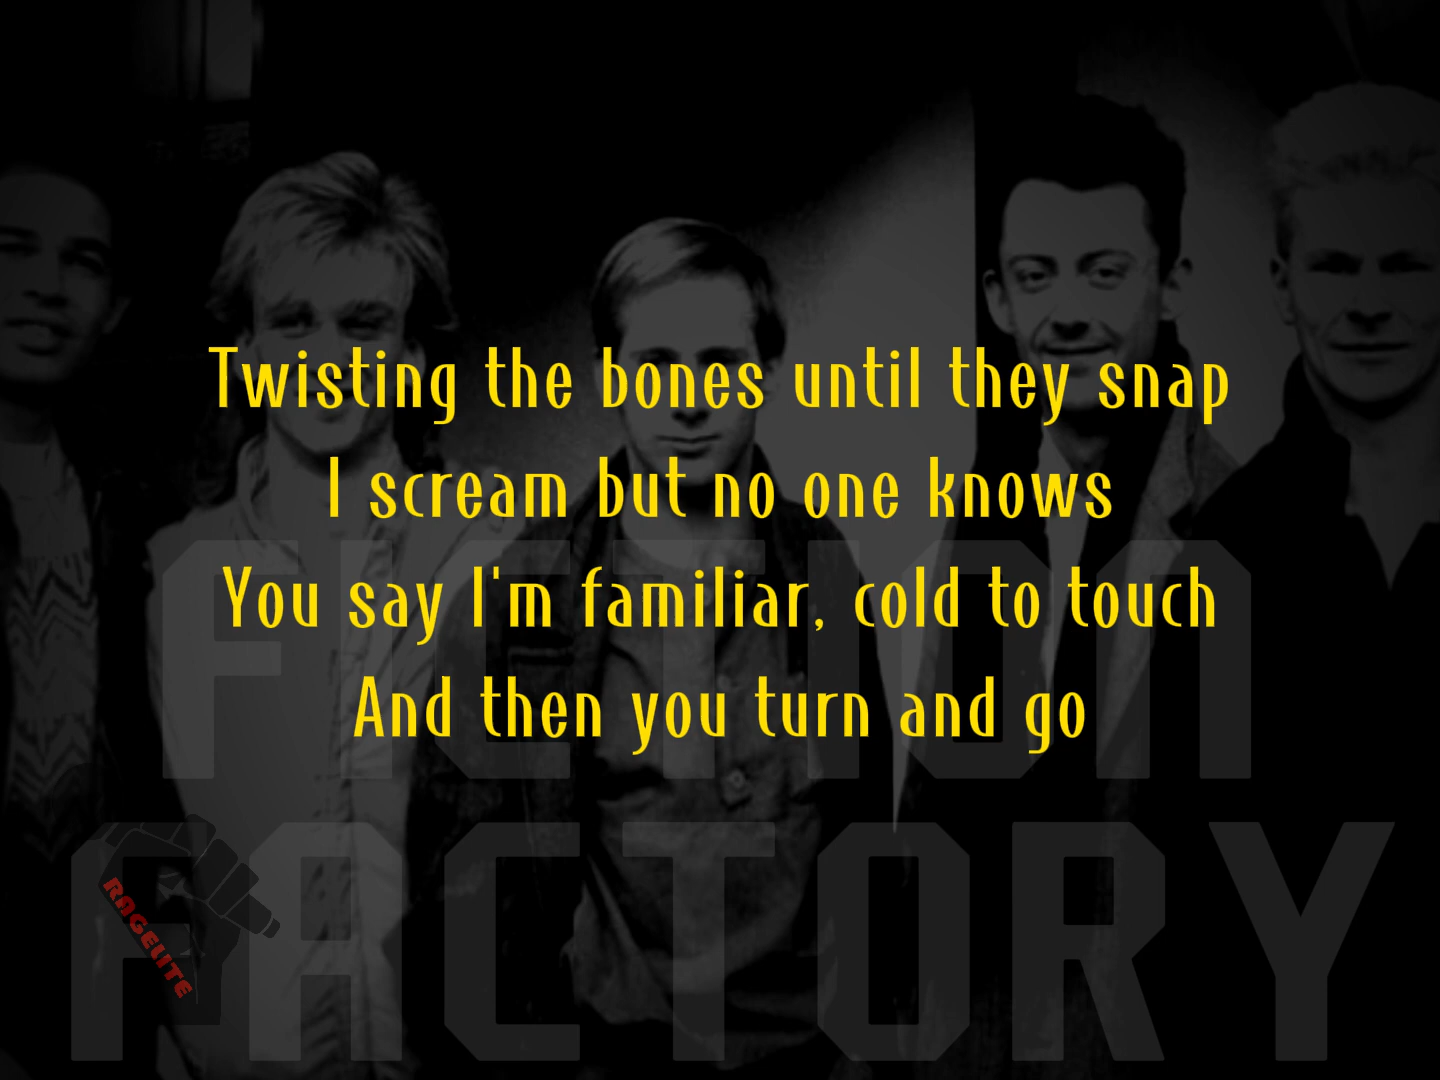 Twisting the bones until they snap
I scream but no one knows
You say I'm familiar, cold to touch
And then you turn and go
FICTION
FACTORY
RAGELITE